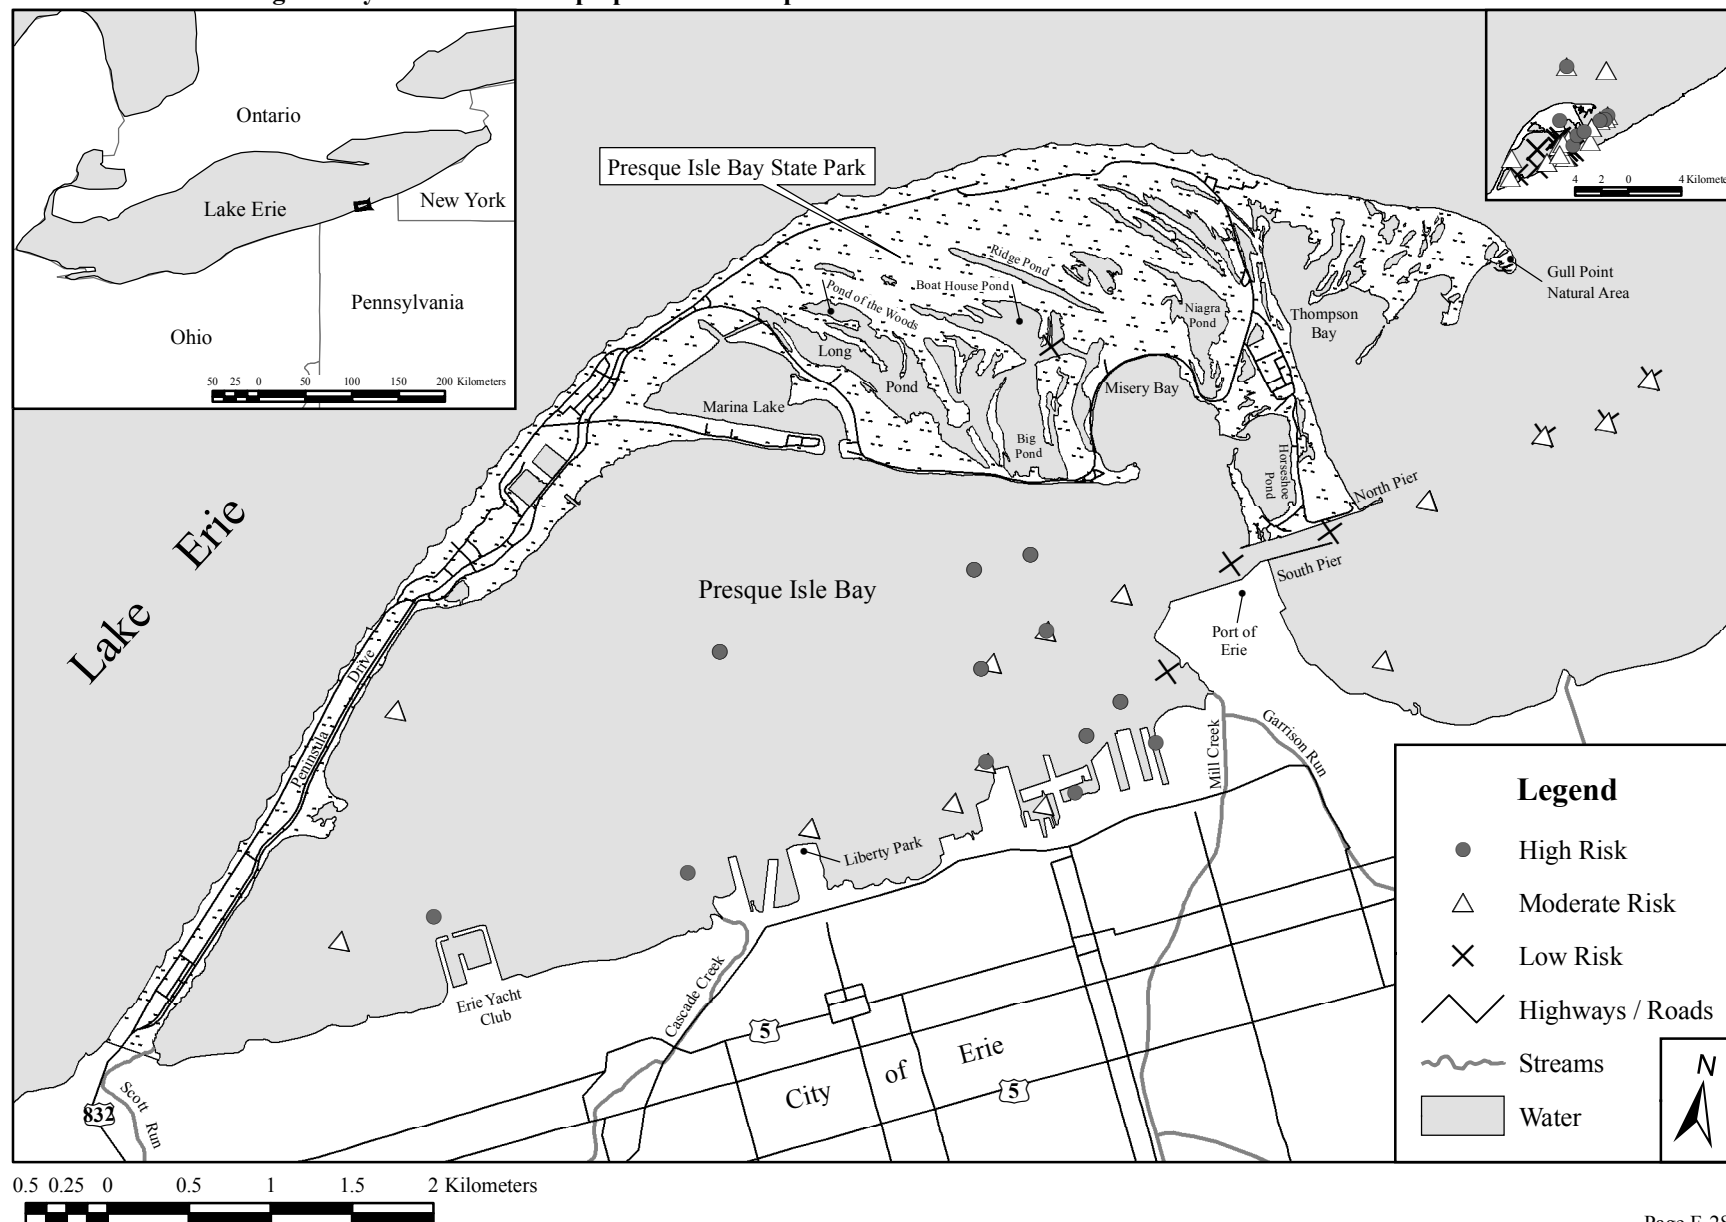 Ontario
Lake Erie
New York
Pennsylvania
Ohio
50 25 0 50 100 150 200 Kilometers
4 2 0 4
Presque Isle Bay State Park
Gull Point
Natural Area
Ridge Pond
Boat House Pond
Pond of the Woods
Niagra
Pond
Thompson
Bay
Long
Pond
Misery Bay
Marina Lake
Big
Pond
Horseshoe
Pond
North Pier
South Pier
Lake Erie
Presque Isle Bay
Port of
Erie
Peninsula Drive
Mill Creek
Garrison Run
Liberty Park
Erie Yacht
Club
Cascade Creek
5
City of Erie
5
Scott Run
832
Legend
High Risk
Moderate Risk
Low Risk
Highways / Roads
Streams
Water
N
0.5 0.25 0 0.5 1 1.5 2 Kilometers